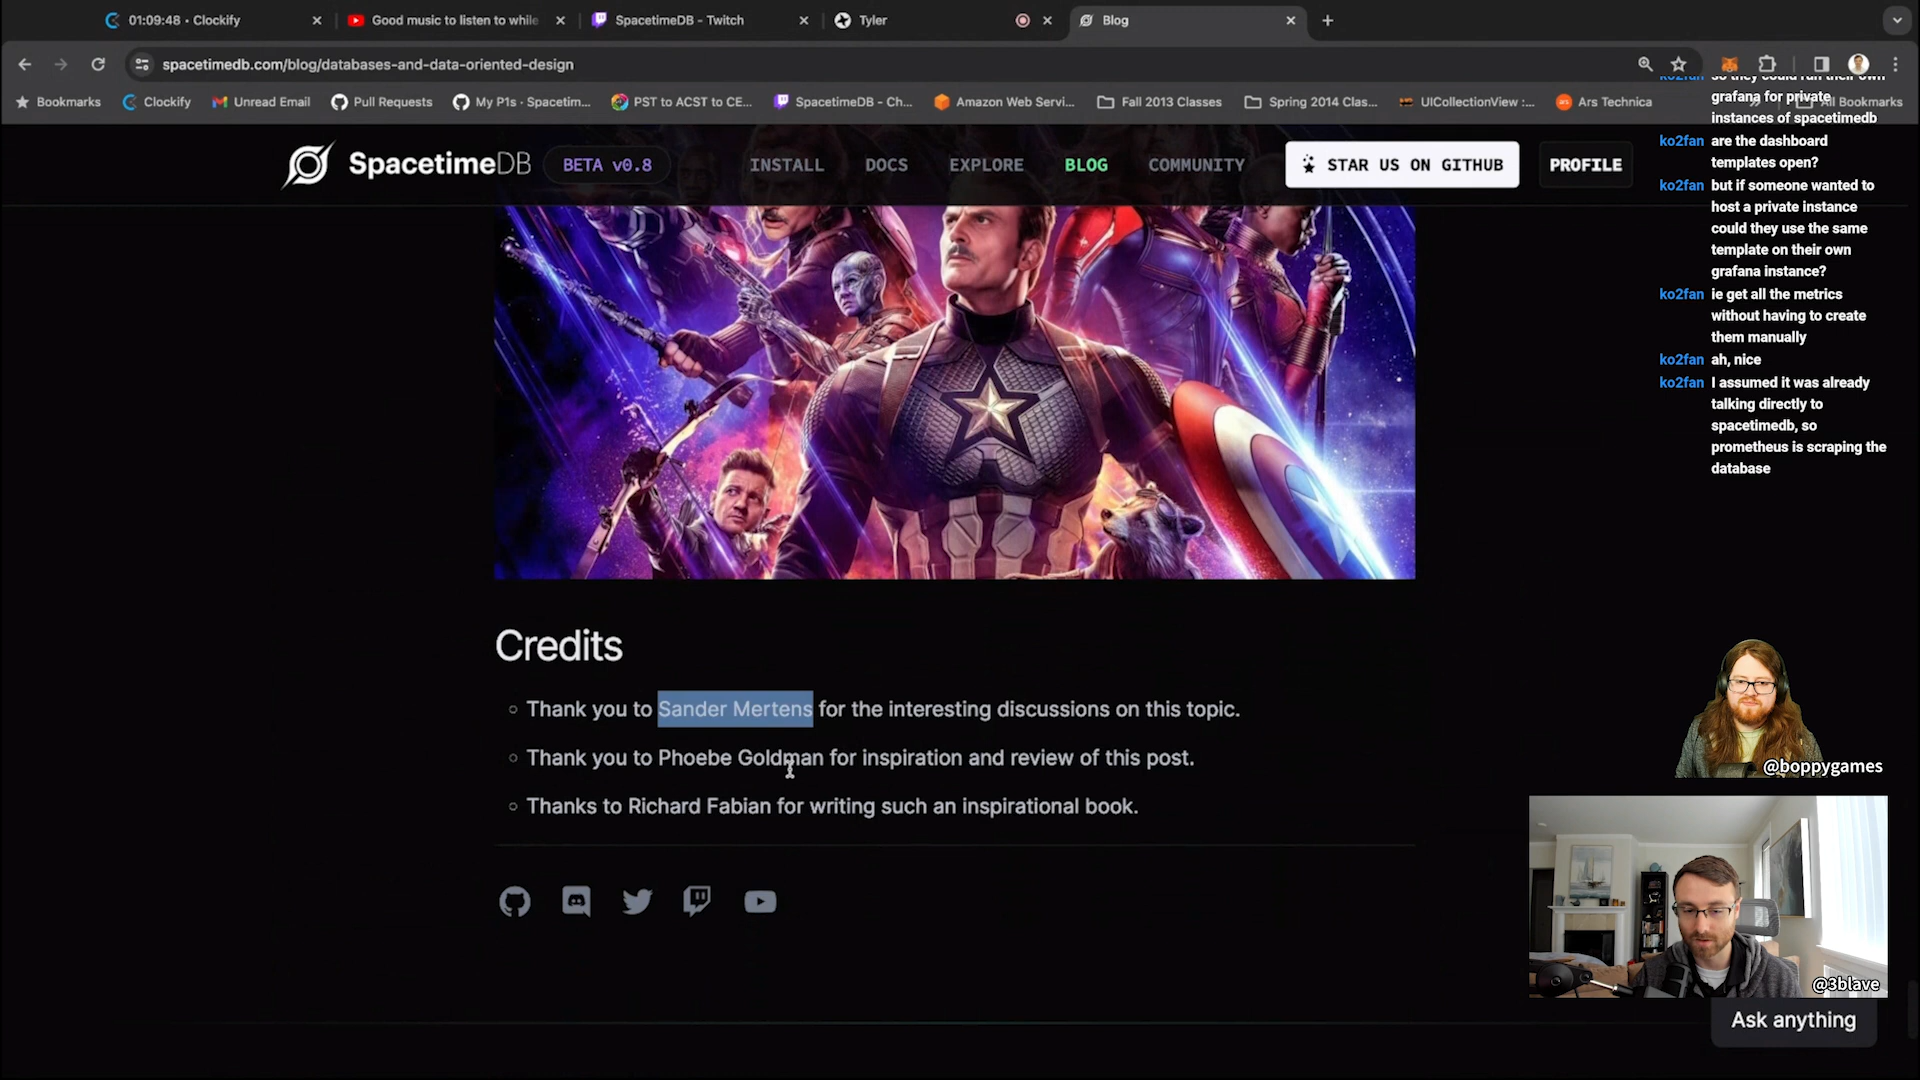 01:09:48 • Clockify
Good music to listen to while
SpacetimeDB - Twitch
Tyler
Blog
spacetimedb.com/blog/databases-and-data-oriented-design
Bookmarks
Clockify
Unread Email
Pull Requests
My P1s · Spacetim...
PST to ACST to CE...
SpacetimeDB - Ch...
Amazon Web Servi...
Fall 2013 Classes
Spring 2014 Clas...
UICollectionView :...
Ars Technica
All Bookmarks
SpacetimeDB
BETA v0.8
INSTALL
DOCS
EXPLORE
BLOG
COMMUNITY
STAR US ON GITHUB
PROFILE
ko2fan so they could run their own
grafana for private
instances of spacetimedb
ko2fan are the dashboard
templates open?
ko2fan but if someone wanted to
host a private instance
could they use the same
template on their own
grafana instance?
ko2fan ie get all the metrics
without having to create
them manually
ko2fan ah, nice
ko2fan I assumed it was already
talking directly to
spacetimedb, so
prometheus is scraping the
database
Credits
Thank you to Sander Mertens for the interesting discussions on this topic.
Thank you to Phoebe Goldman for inspiration and review of this post.
Thanks to Richard Fabian for writing such an inspirational book.
@boppygames
@3blave
Ask anything